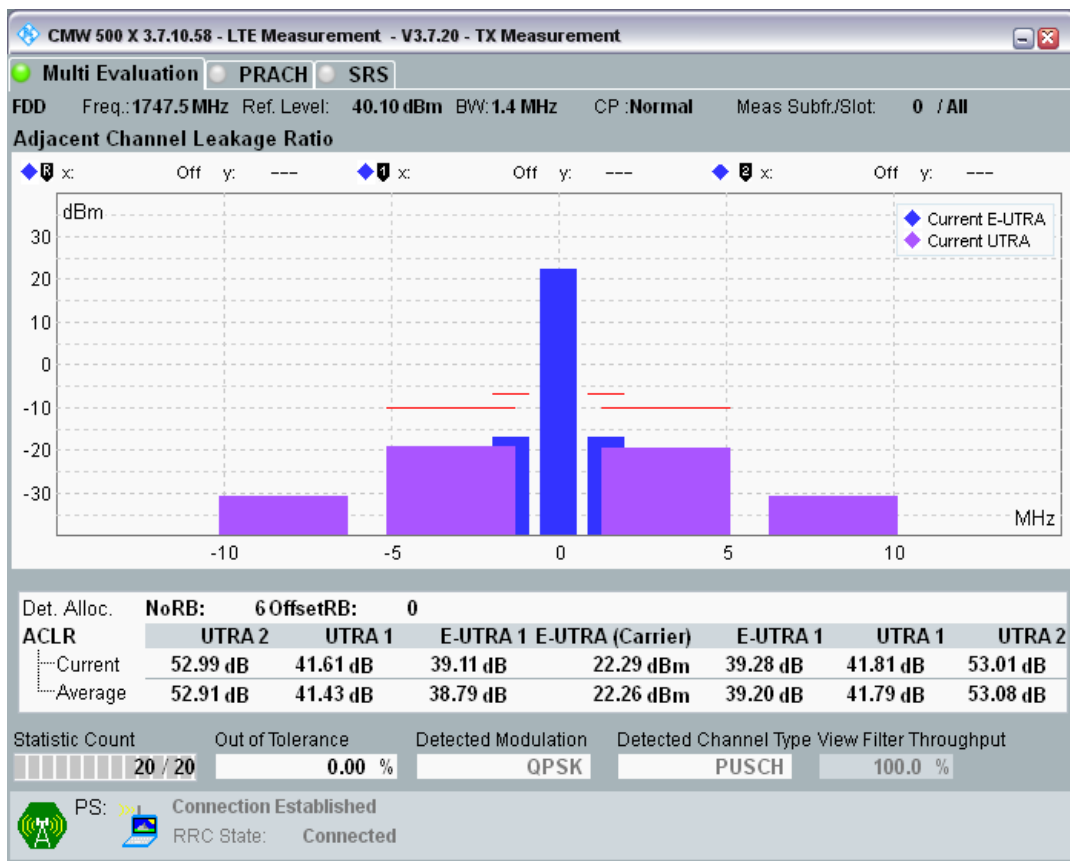 CMW 500 X 3.7.10.58 - LTE Measurement - V3.7.20 - TX Measurement
Multi Evaluation PRACH SRS
FDD Freq.: 1747.5 MHz Ref. Level: 40.10 dBm BW: 1.4 MHz CP :Normal Meas Subfr./Slot: 0 / All
Adjacent Channel Leakage Ratio
R x: Off y: --- 1 x: Off y: --- 2 x: Off y: ---
dBm
Current E-UTRA
Current UTRA
30
20
10
0
-10
-20
-30
MHz
-10 -5 0 5 10
Det. Alloc. NoRB: 6 OffsetRB: 0
ACLR UTRA 2 UTRA 1 E-UTRA 1 E-UTRA (Carrier) E-UTRA 1 UTRA 1 UTRA 2
Current 52.99 dB 41.61 dB 39.11 dB 22.29 dBm 39.28 dB 41.81 dB 53.01 dB
Average 52.91 dB 41.43 dB 38.79 dB 22.26 dBm 39.20 dB 41.79 dB 53.08 dB
Statistic Count Out of Tolerance Detected Modulation Detected Channel Type View Filter Throughput
20 / 20 0.00 % QPSK PUSCH 100.0 %
PS: Connection Established
RRC State: Connected